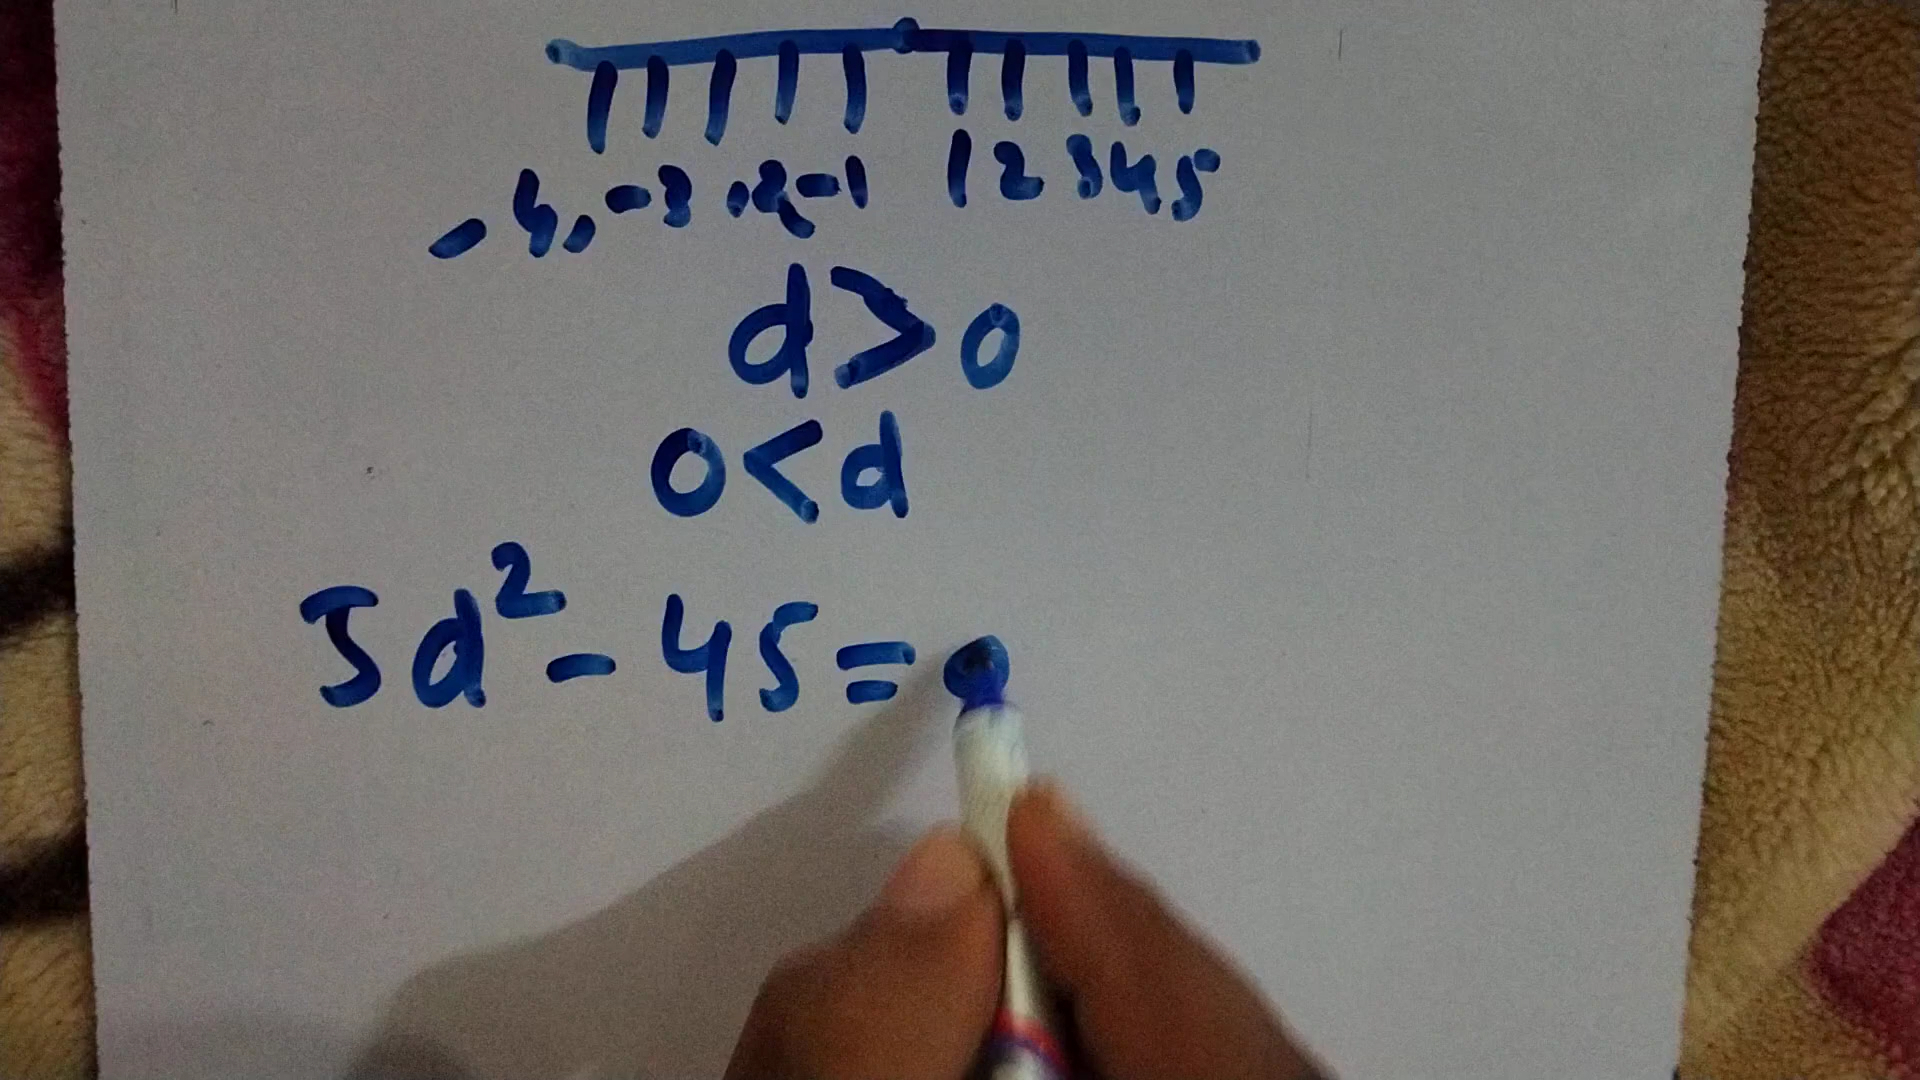 -4, -3 -2, -1 1 2 3 4 5
d > 0
0 < d
5d² - 45 = 0